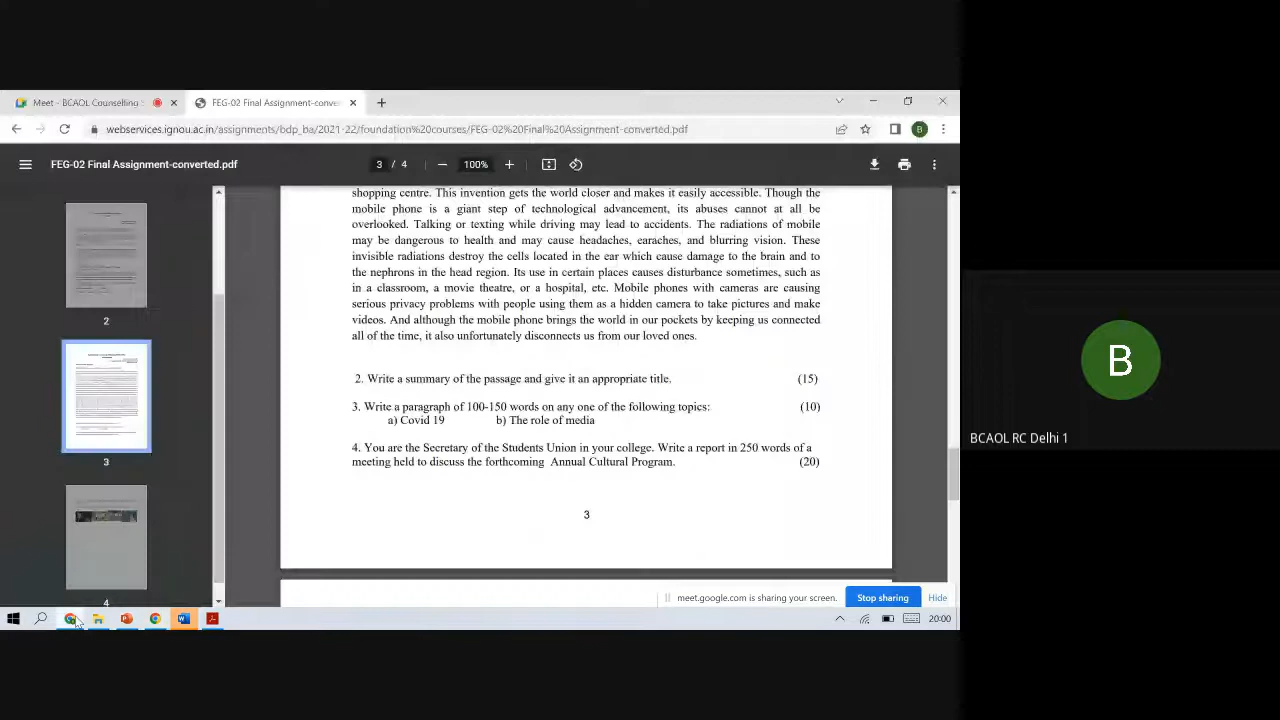 Meet - BCAOL Counselling
FEG-02 Final Assignment-conve
webservices.ignou.ac.in/assignments/bdp_ba/2021-22/foundation%20courses/FEG-02%20Final%20Assignment-converted.pdf
B
FEG-02 Final Assignment-converted.pdf
3 / 4
100%
shopping centre. This invention gets the world closer and makes it easily accessible. Though the
mobile phone is a giant step of technological advancement, its abuses cannot at all be
overlooked. Talking or texting while driving may lead to accidents. The radiations of mobile
may be dangerous to health and may cause headaches, earaches, and blurring vision. These
invisible radiations destroy the cells located in the ear which cause damage to the brain and to
the nephrons in the head region. Its use in certain places causes disturbance sometimes, such as
in a classroom, a movie theatre, or a hospital, etc. Mobile phones with cameras are causing
serious privacy problems with people using them as a hidden camera to take pictures and make
videos. And although the mobile phone brings the world in our pockets by keeping us connected
all of the time, it also unfortunately disconnects us from our loved ones.
2. Write a summary of the passage and give it an appropriate title. (15)
3. Write a paragraph of 100-150 words on any one of the following topics: (10)
a) Covid 19 b) The role of media
4. You are the Secretary of the Students Union in your college. Write a report in 250 words of a
meeting held to discuss the forthcoming Annual Cultural Program. (20)
3
2
3
4
meet.google.com is sharing your screen.
Stop sharing
Hide
20:00
B
BCAOL RC Delhi 1